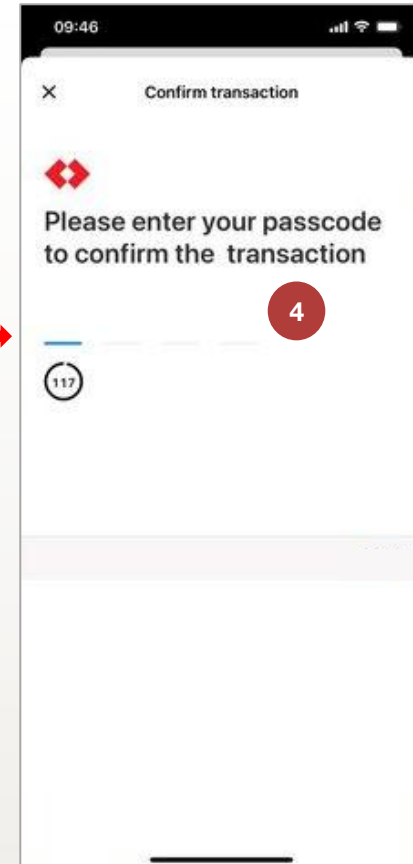 09:46
Confirm transaction
Please enter your passcode
to confirm the transaction
4
117